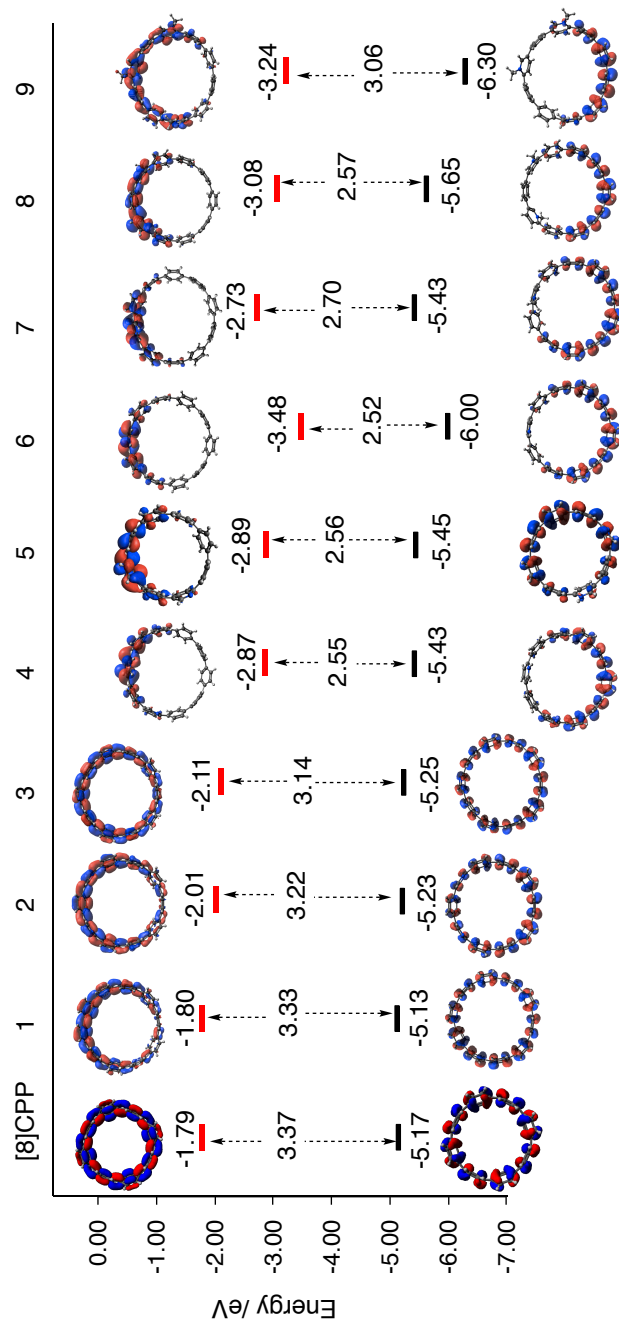 [8]CPP 1 2 3 4 5 6 7 8 9
Energy /eV
0.00
-1.00
-2.00
-3.00
-4.00
-5.00
-6.00
-7.00
-1.79 -1.80 -2.01 -2.11 -2.87 -2.89 -3.48 -2.73 -3.08 -3.24
3.37 3.33 3.22 3.14 2.55 2.56 2.52 2.70 2.57 3.06
-5.17 -5.13 -5.23 -5.25 -5.43 -5.45 -6.00 -5.43 -5.65 -6.30